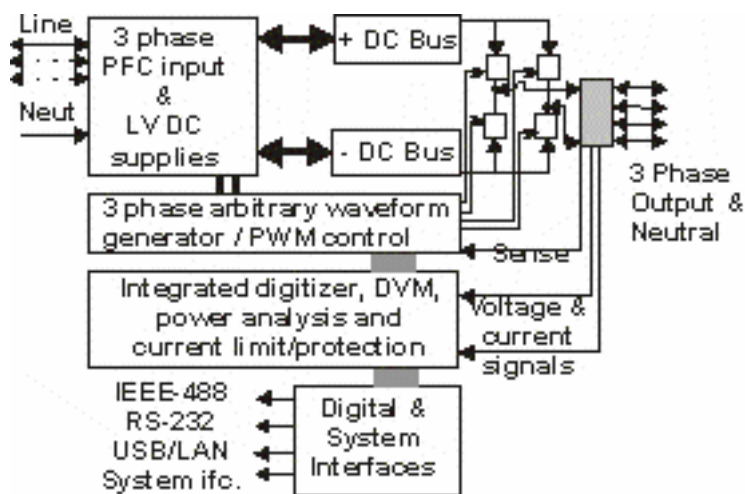 Line
Neut
3 phase
PFC input
&
LV DC
supplies
+ DC Bus
- DC Bus
3 Phase
Output &
Neutral
3 phase arbitrary waveform
generator / PWM control
Sense
Integrated digitizer, DVM,
power analysis and
current limit/protection
Voltage &
current
signals
IEEE-488
RS-232
USB/LAN
System ifc.
Digital &
System
Interfaces